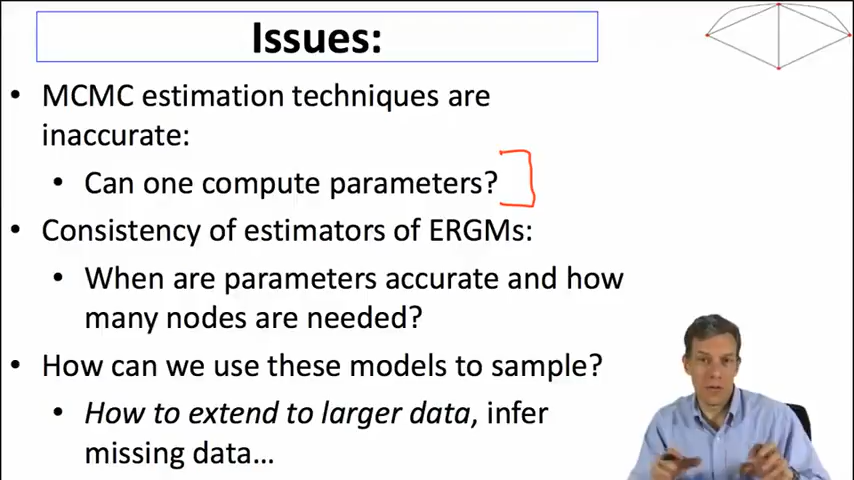 Issues:
• MCMC estimation techniques are
inaccurate:
• Can one compute parameters?
• Consistency of estimators of ERGMs:
• When are parameters accurate and how
many nodes are needed?
• How can we use these models to sample?
• How to extend to larger data, infer
missing data...